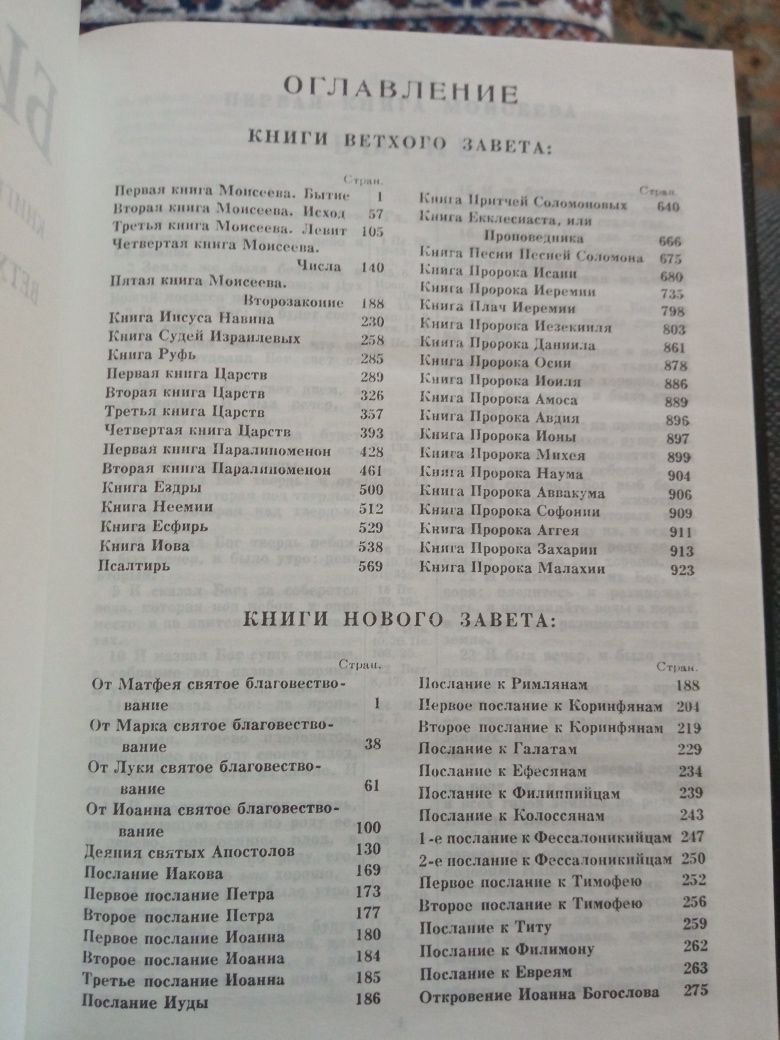 ОГЛАВЛЕНИЕ
КНИГИ ВЕТХОГО ЗАВЕТА:
Стран.
Первая книга Моисеева. Бытие 1
Вторая книга Моисеева. Исход 57
Третья книга Моисеева. Левит 105
Четвертая книга Моисеева.
Числа 140
Пятая книга Моисеева.
Второзаконие 188
Книга Иисуса Навина 230
Книга Судей Израилевых 258
Книга Руфь 285
Первая книга Царств 289
Вторая книга Царств 326
Третья книга Царств 357
Четвертая книга Царств 393
Первая книга Паралипоменон 428
Вторая книга Паралипоменон 461
Книга Ездры 500
Книга Неемии 512
Книга Есфирь 529
Книга Иова 538
Псалтирь 569
Стран.
Книга Притчей Соломоновых 640
Книга Екклесиаста, или
Проповедника 666
Книга Песни Песней Соломона 675
Книга Пророка Исаии 680
Книга Пророка Иеремии 735
Книга Плач Иеремии 798
Книга Пророка Иезекииля 803
Книга Пророка Даниила 861
Книга Пророка Осии 878
Книга Пророка Иоиля 886
Книга Пророка Амоса 889
Книга Пророка Авдия 896
Книга Пророка Ионы 897
Книга Пророка Михея 899
Книга Пророка Наума 904
Книга Пророка Аввакума 906
Книга Пророка Софонии 909
Книга Пророка Аггея 911
Книга Пророка Захарии 913
Книга Пророка Малахии 923
КНИГИ НОВОГО ЗАВЕТА:
Стран.
От Матфея святое благовество-
вание 1
От Марка святое благовество-
вание 38
От Луки святое благовество-
вание 61
От Иоанна святое благовество-
вание 100
Деяния святых Апостолов 130
Послание Иакова 169
Первое послание Петра 173
Второе послание Петра 177
Первое послание Иоанна 180
Второе послание Иоанна 184
Третье послание Иоанна 185
Послание Иуды 186
Стран.
Послание к Римлянам 188
Первое послание к Коринфянам 204
Второе послание к Коринфянам 219
Послание к Галатам 229
Послание к Ефесянам 234
Послание к Филиппийцам 239
Послание к Колоссянам 243
1-е послание к Фессалоникийцам 247
2-е послание к Фессалоникийцам 250
Первое послание к Тимофею 252
Второе послание к Тимофею 256
Послание к Титу 259
Послание к Филимону 262
Послание к Евреям 263
Откровение Иоанна Богослова 275